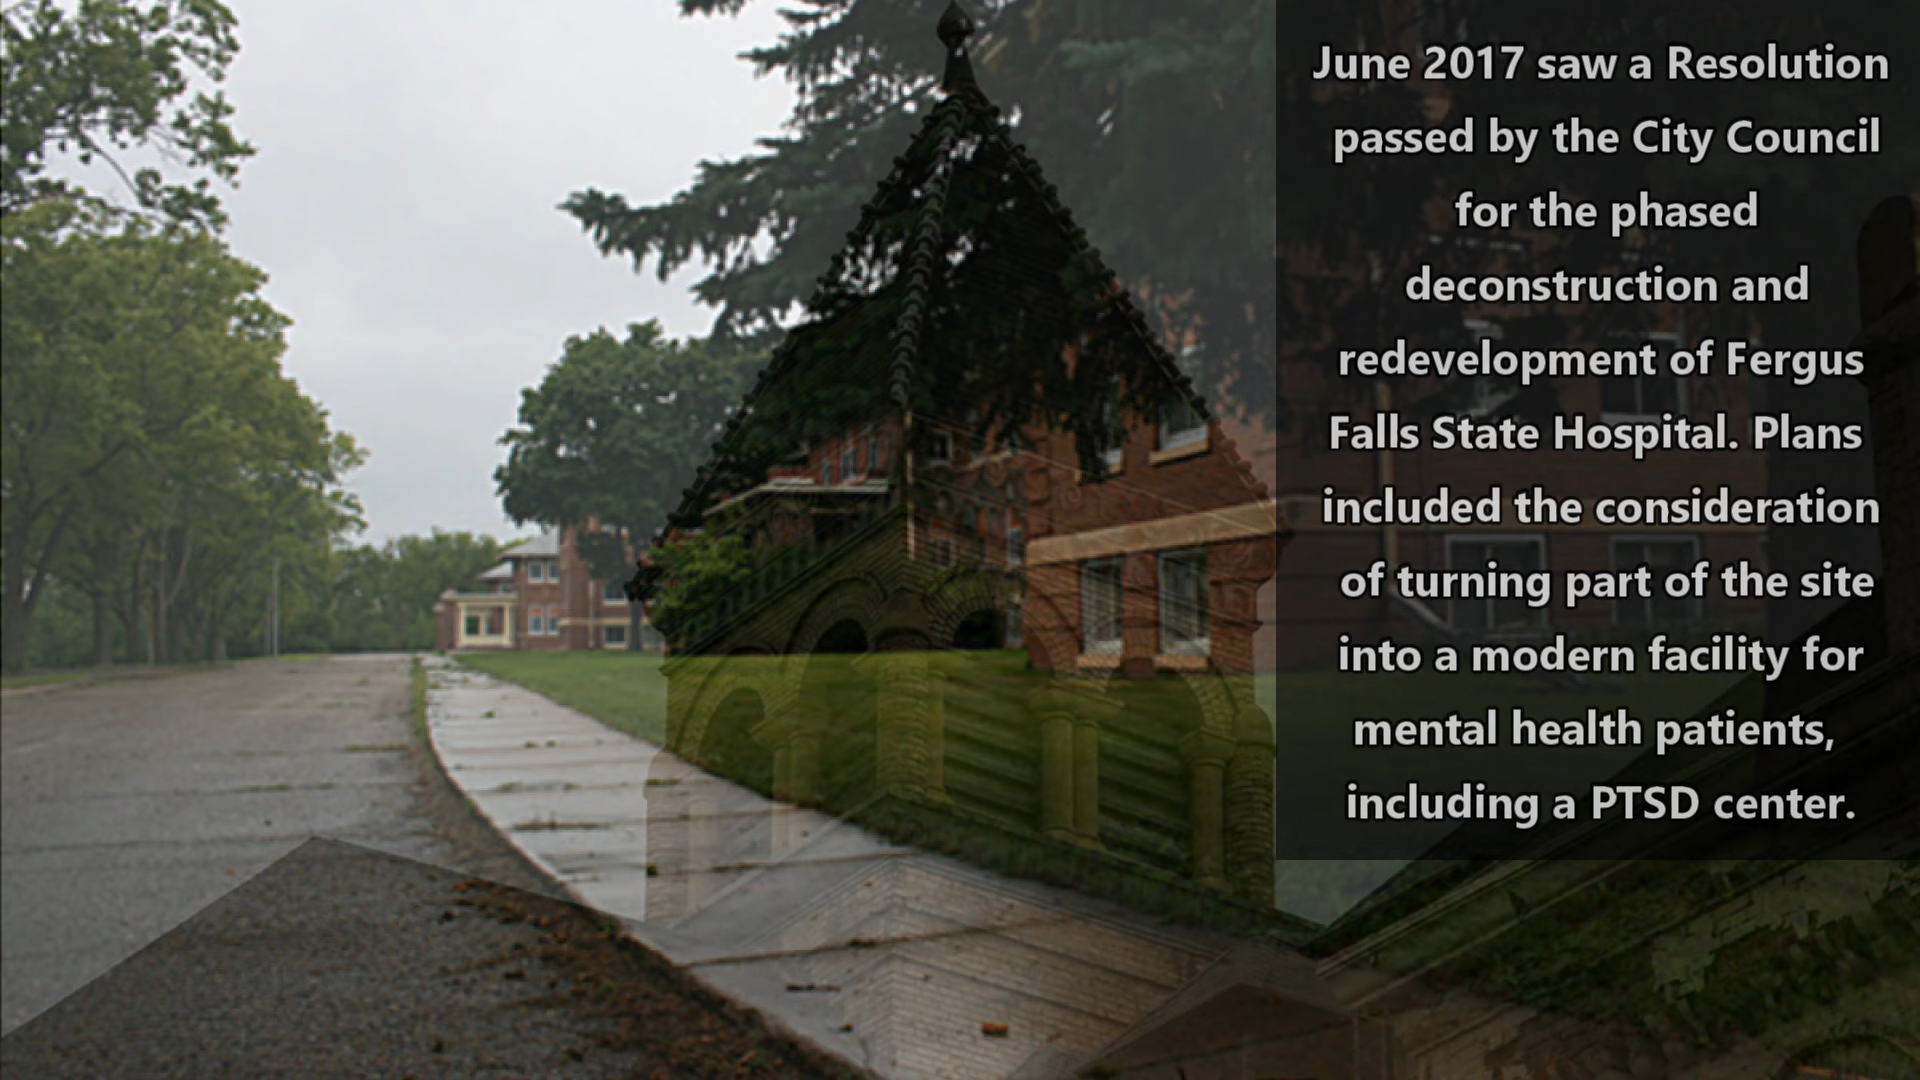 June 2017 saw a Resolution
passed by the City Council
for the phased
deconstruction and
redevelopment of Fergus
Falls State Hospital. Plans
included the consideration
of turning part of the site
into a modern facility for
mental health patients,
including a PTSD center.